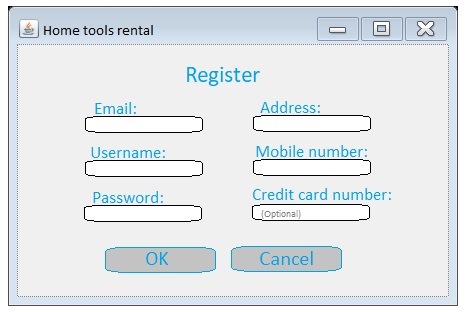 Home tools rental
Register
Email:
Address:
Username:
Mobile number:
Password:
Credit card number:
(Optional)
OK
Cancel